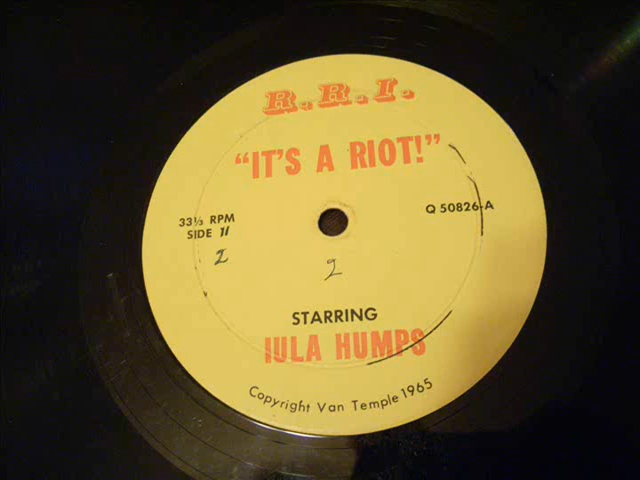 R.R.I.
"IT'S A RIOT!"
33⅓ RPM
SIDE 11
Q 50826-A
2
2
STARRING
IULA HUMPS
Copyright Van Temple 1965